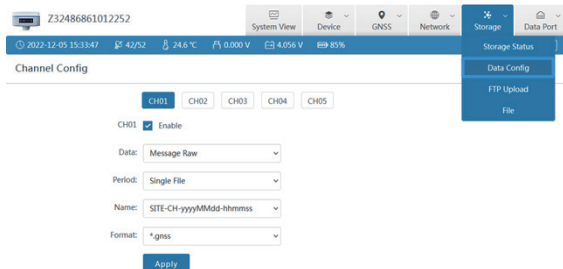 Z32486861012252
System View
Device
GNSS
Network
Storage
Data Port
2022-12-05 15:33:47 42/52 24.6 ℃ 0.000 V 4.056 V 85%
Storage Status
Data Config
FTP Upload
File
Channel Config
CH01 CH02 CH03 CH04 CH05
CH01 Enable
Data: Message Raw
Period: Single File
Name: SITE-CH-yyyyMMdd-hhmmss
Format: *.gnss
Apply